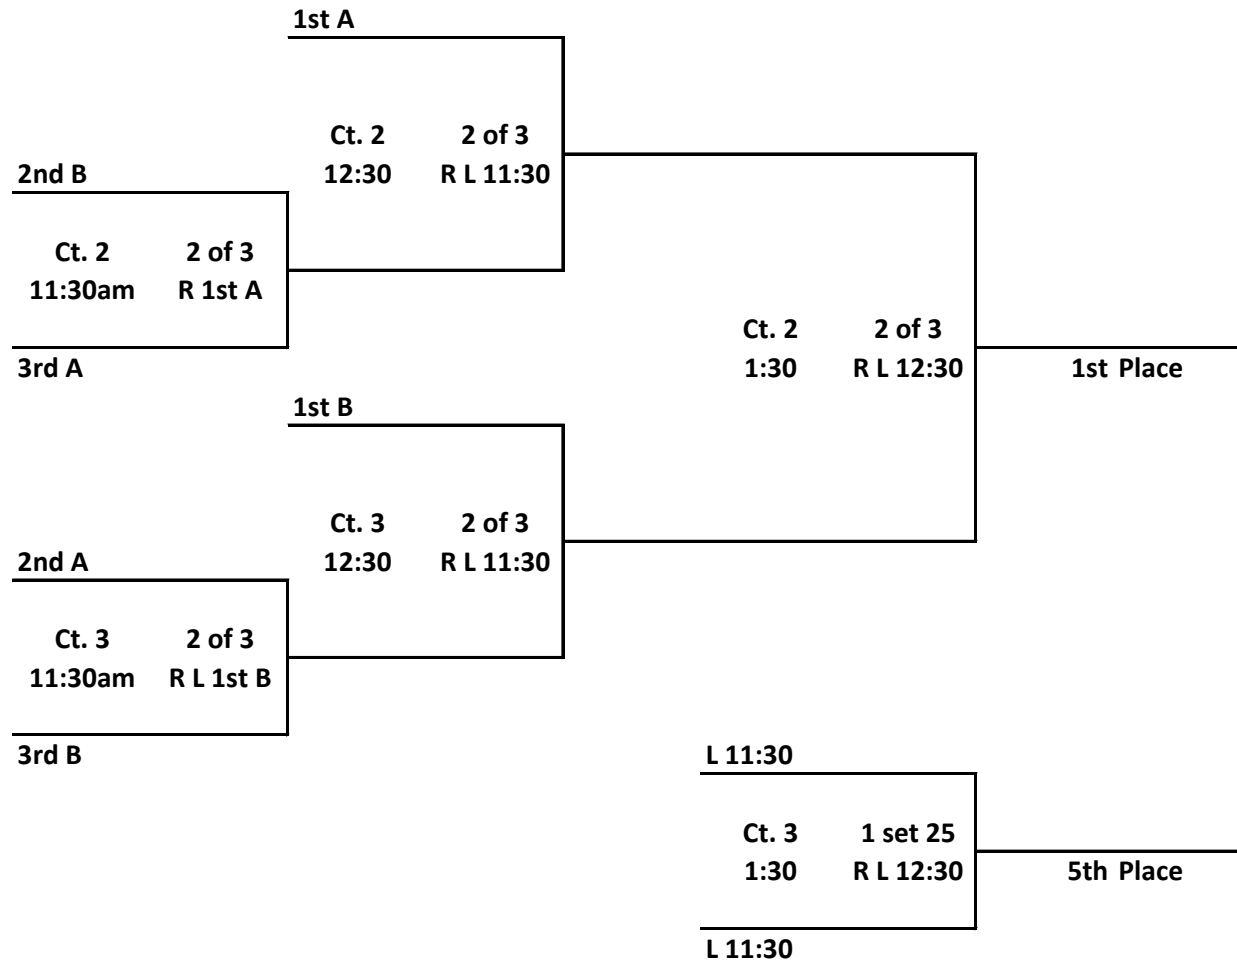 1st A
Ct. 2 2 of 3
12:30 R L 11:30
2nd B
Ct. 2 2 of 3
11:30am R 1st A
3rd A
Ct. 2 2 of 3
1:30 R L 12:30
1st Place
1st B
Ct. 3 2 of 3
12:30 R L 11:30
2nd A
Ct. 3 2 of 3
11:30am R L 1st B
3rd B
L 11:30
Ct. 3 1 set 25
1:30 R L 12:30
5th Place
L 11:30